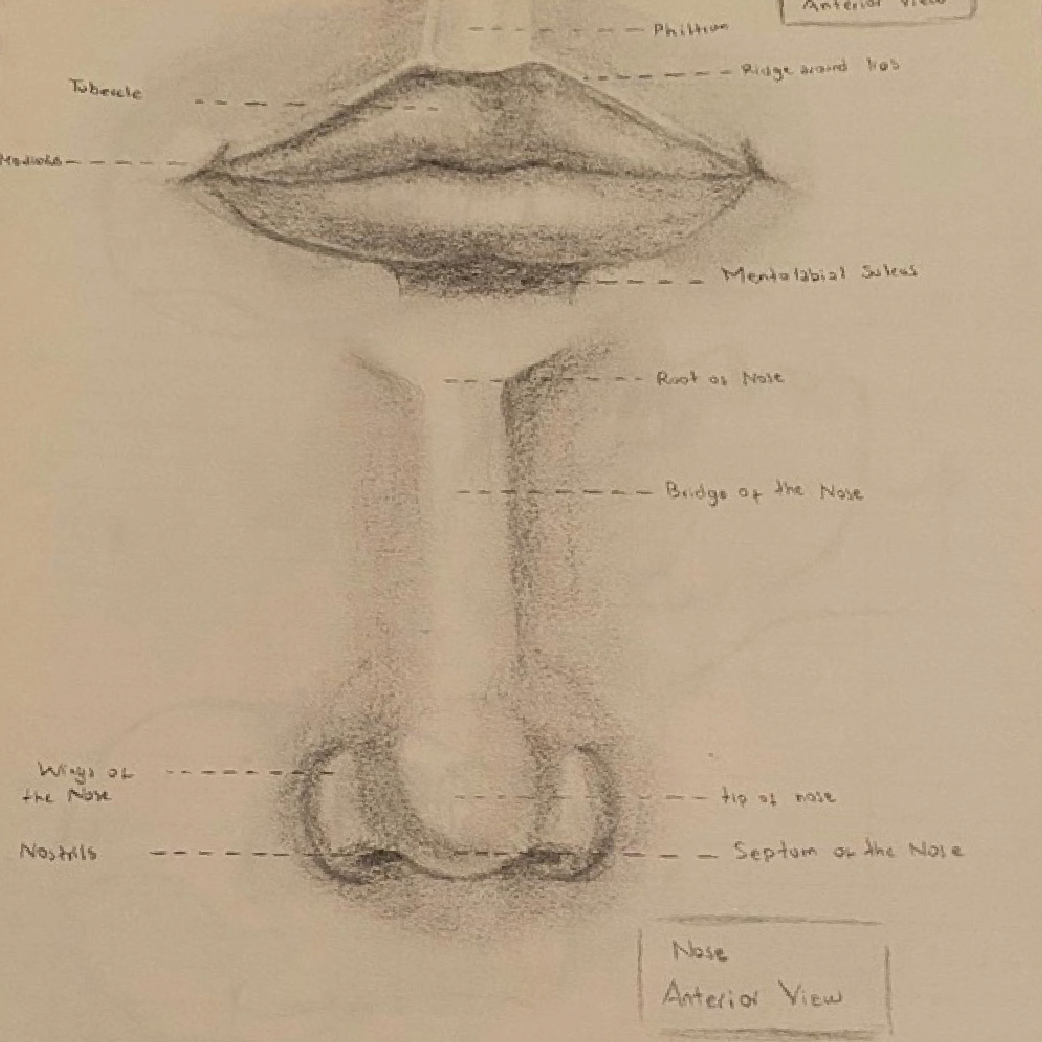 Anterior View
Philtrum
Ridge around lips
Tubercle
Modiolus
Mentolabial Sulcus
Root of Nose
Bridge of the Nose
Wings of
the Nose
tip of nose
Nostrils
Septum of the Nose
Nose
Anterior View